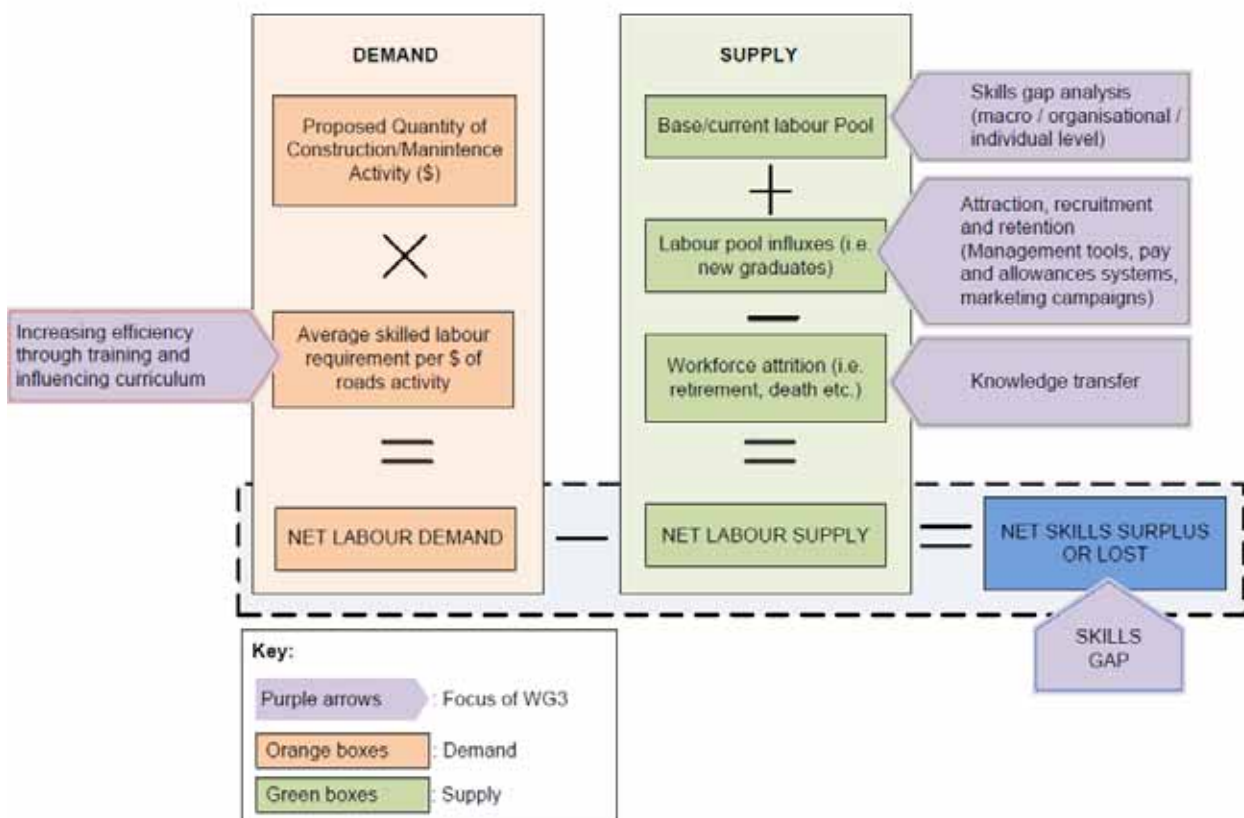 DEMAND
Proposed Quantity of
Construction/Manintence
Activity ($)
×
Average skilled labour
requirement per $ of
roads activity
=
NET LABOUR DEMAND
Increasing efficiency
through training and
influencing curriculum
—
SUPPLY
Base/current labour Pool
+
Labour pool influxes (i.e.
new graduates)
—
Workforce attrition (i.e.
retirement, death etc.)
=
NET LABOUR SUPPLY
Skills gap analysis
(macro / organisational /
individual level)
Attraction, recruitment
and retention
(Management tools, pay
and allowances systems,
marketing campaigns)
Knowledge transfer
=
NET SKILLS SURPLUS
OR LOST
SKILLS
GAP
Key:
Purple arrows : Focus of WG3
Orange boxes : Demand
Green boxes : Supply